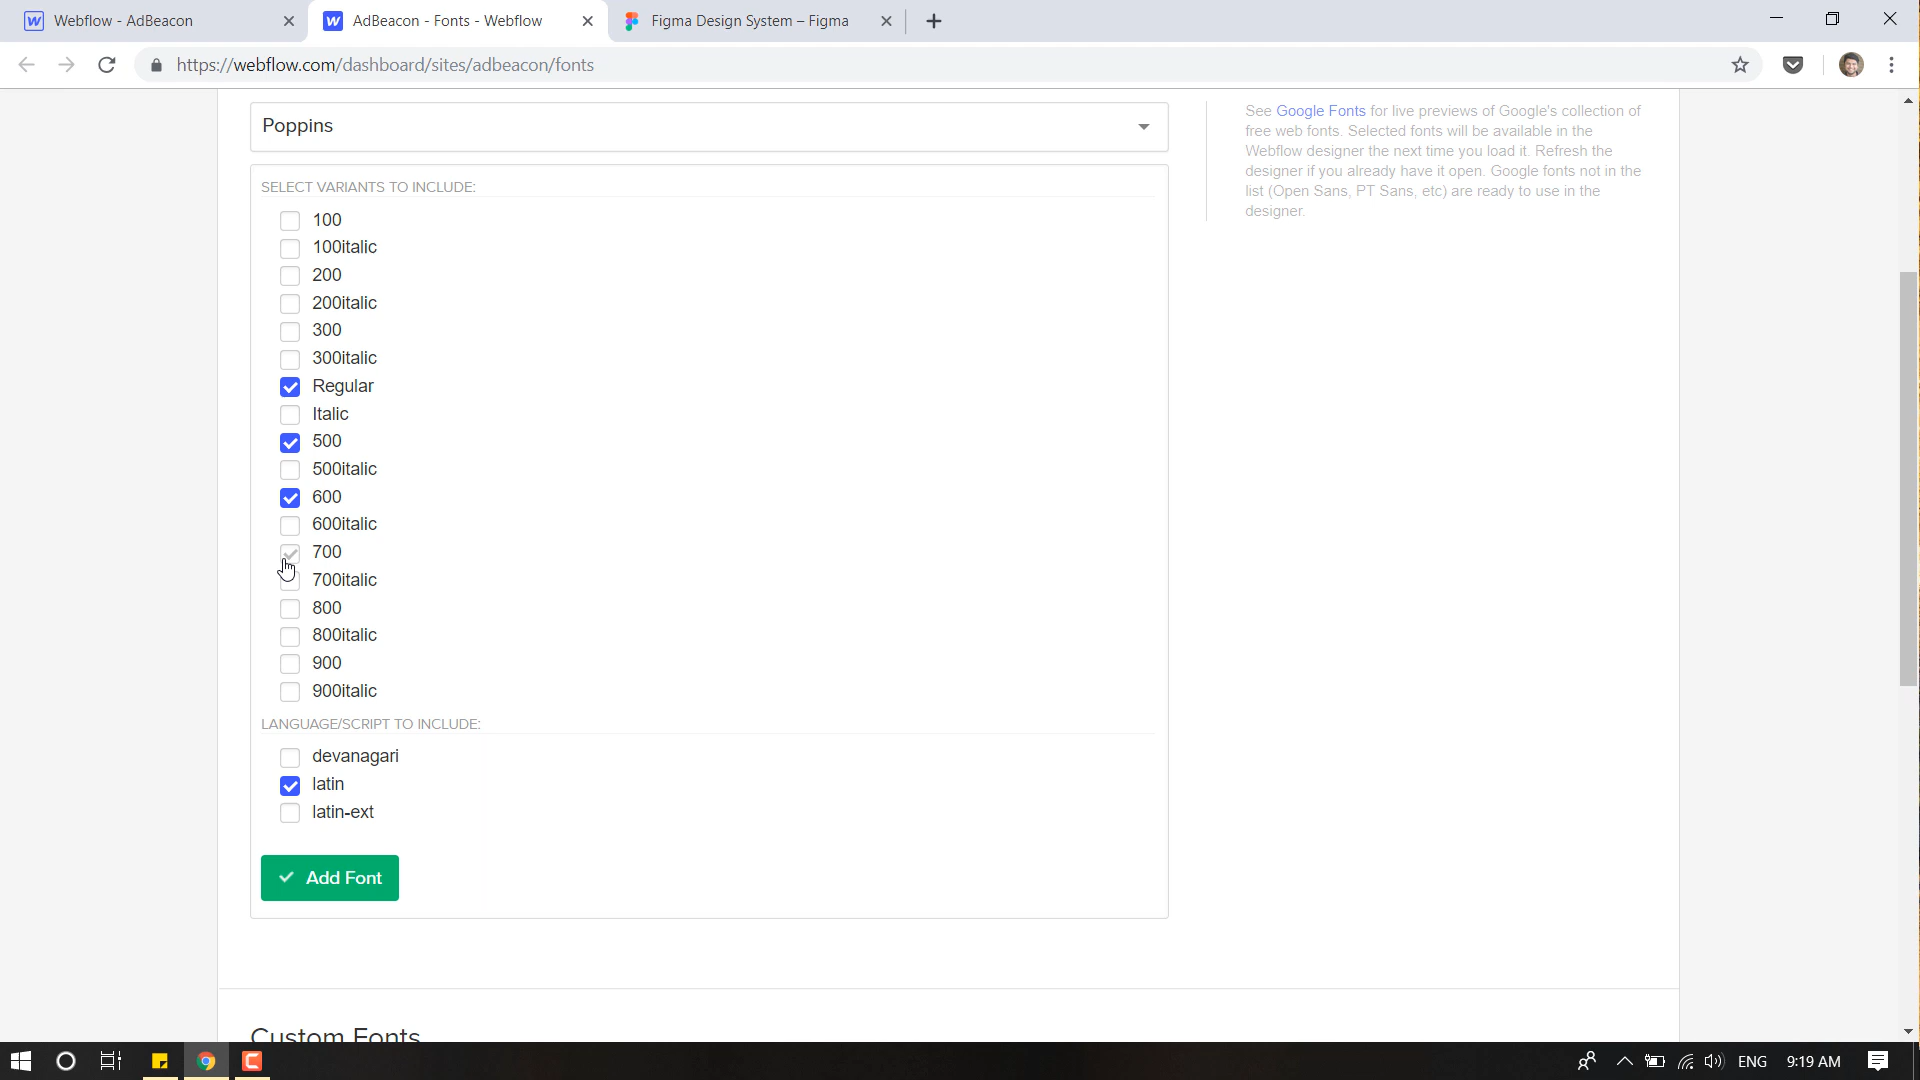 Webflow - AdBeacon
AdBeacon - Fonts - Webflow
Figma Design System – Figma
https://webflow.com/dashboard/sites/adbeacon/fonts
Poppins
SELECT VARIANTS TO INCLUDE:
100
100italic
200
200italic
300
300italic
Regular
Italic
500
500italic
600
600italic
700
700italic
800
800italic
900
900italic
LANGUAGE/SCRIPT TO INCLUDE:
devanagari
latin
latin-ext
Add Font
See Google Fonts for live previews of Google's collection of
free web fonts. Selected fonts will be available in the
Webflow designer the next time you load it. Refresh the
designer if you already have it open. Google fonts not in the
list (Open Sans, PT Sans, etc) are ready to use in the
designer.
Custom Fonts
ENG
9:19 AM